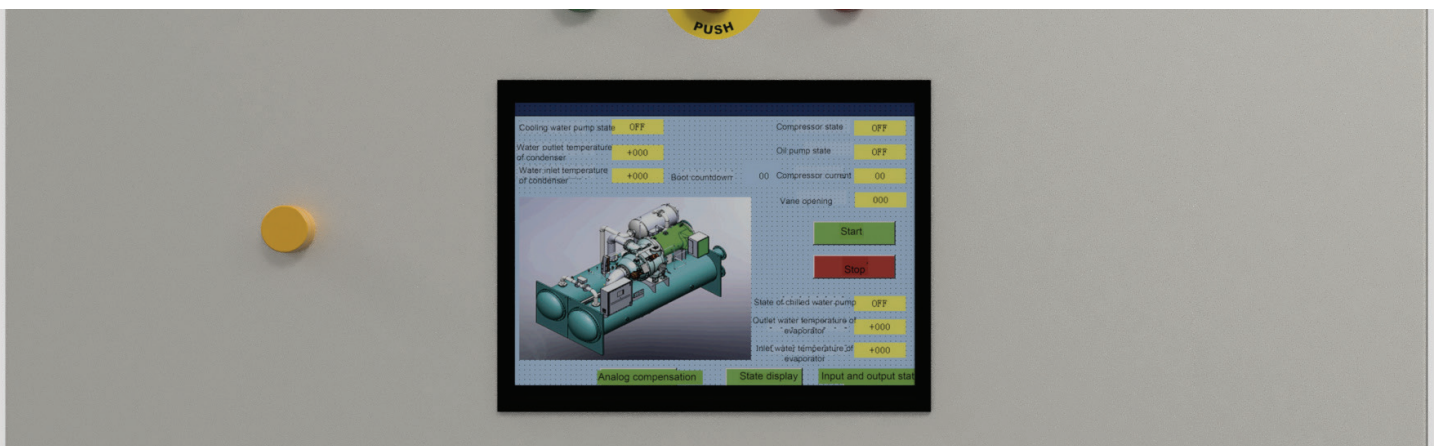 PUSH
Cooling water pump state OFF
Compressor state OFF
Water outlet temperature
of condenser +000
Oil pump state OFF
Water inlet temperature
of condenser +000
Boot countdown 00
Compressor current 00
Vane opening 000
Start
Stop
State of chilled water pump OFF
Outlet water temperature of
evaporator +000
Inlet water temperature of
evaporator +000
Analog compensation
State display
Input and output stat